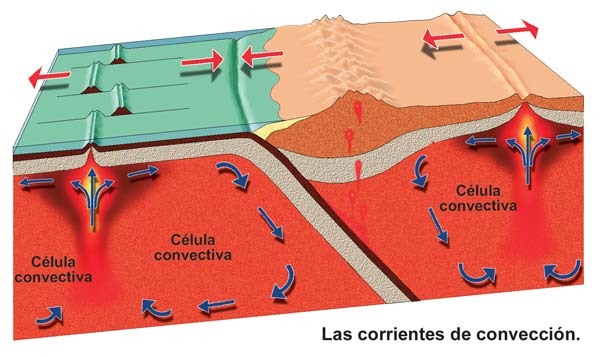 Célula
convectiva
Célula
convectiva
Célula
convectiva
Las corrientes de convección.